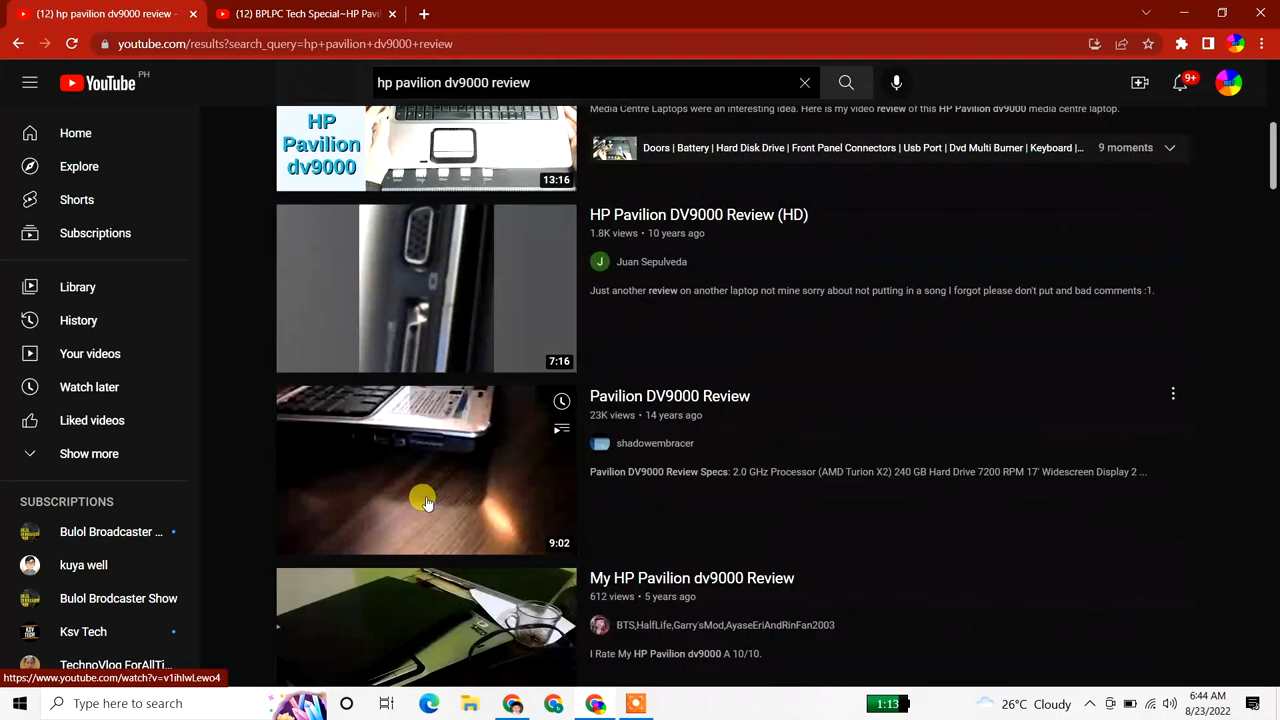 (12) hp pavilion dv9000 review -
(12) BPLPC Tech Special~HP Pavi
youtube.com/results?search_query=hp+pavilion+dv9000+review
YouTube PH
hp pavilion dv9000 review
9+
Home
Explore
Shorts
Subscriptions
Library
History
Your videos
Watch later
Liked videos
Show more
SUBSCRIPTIONS
Bulol Broadcaster ...
kuya well
Bulol Brodcaster Show
Ksv Tech
TechnoVlog ForAllTi...
HP
Pavilion
dv9000
13:16
Media Centre Laptops were an interesting idea. Here is my video review of this HP Pavilion dv9000 media centre laptop.
Doors | Battery | Hard Disk Drive | Front Panel Connectors | Usb Port | Dvd Multi Burner | Keyboard |...
9 moments
7:16
HP Pavilion DV9000 Review (HD)
1.8K views • 10 years ago
J
Juan Sepulveda
Just another review on another laptop not mine sorry about not putting in a song I forgot please don't put and bad comments :1.
9:02
Pavilion DV9000 Review
23K views • 14 years ago
shadowembracer
Pavilion DV9000 Review Specs: 2.0 GHz Processor (AMD Turion X2) 240 GB Hard Drive 7200 RPM 17' Widescreen Display 2 ...
My HP Pavilion dv9000 Review
612 views • 5 years ago
BTS,HalfLife,Garry'sMod,AyaseEriAndRinFan2003
I Rate My HP Pavilion dv9000 A 10/10.
https://www.youtube.com/watch?v=v1ihlwLewo4
Type here to search
1:13
26°C Cloudy
6:44 AM
8/23/2022